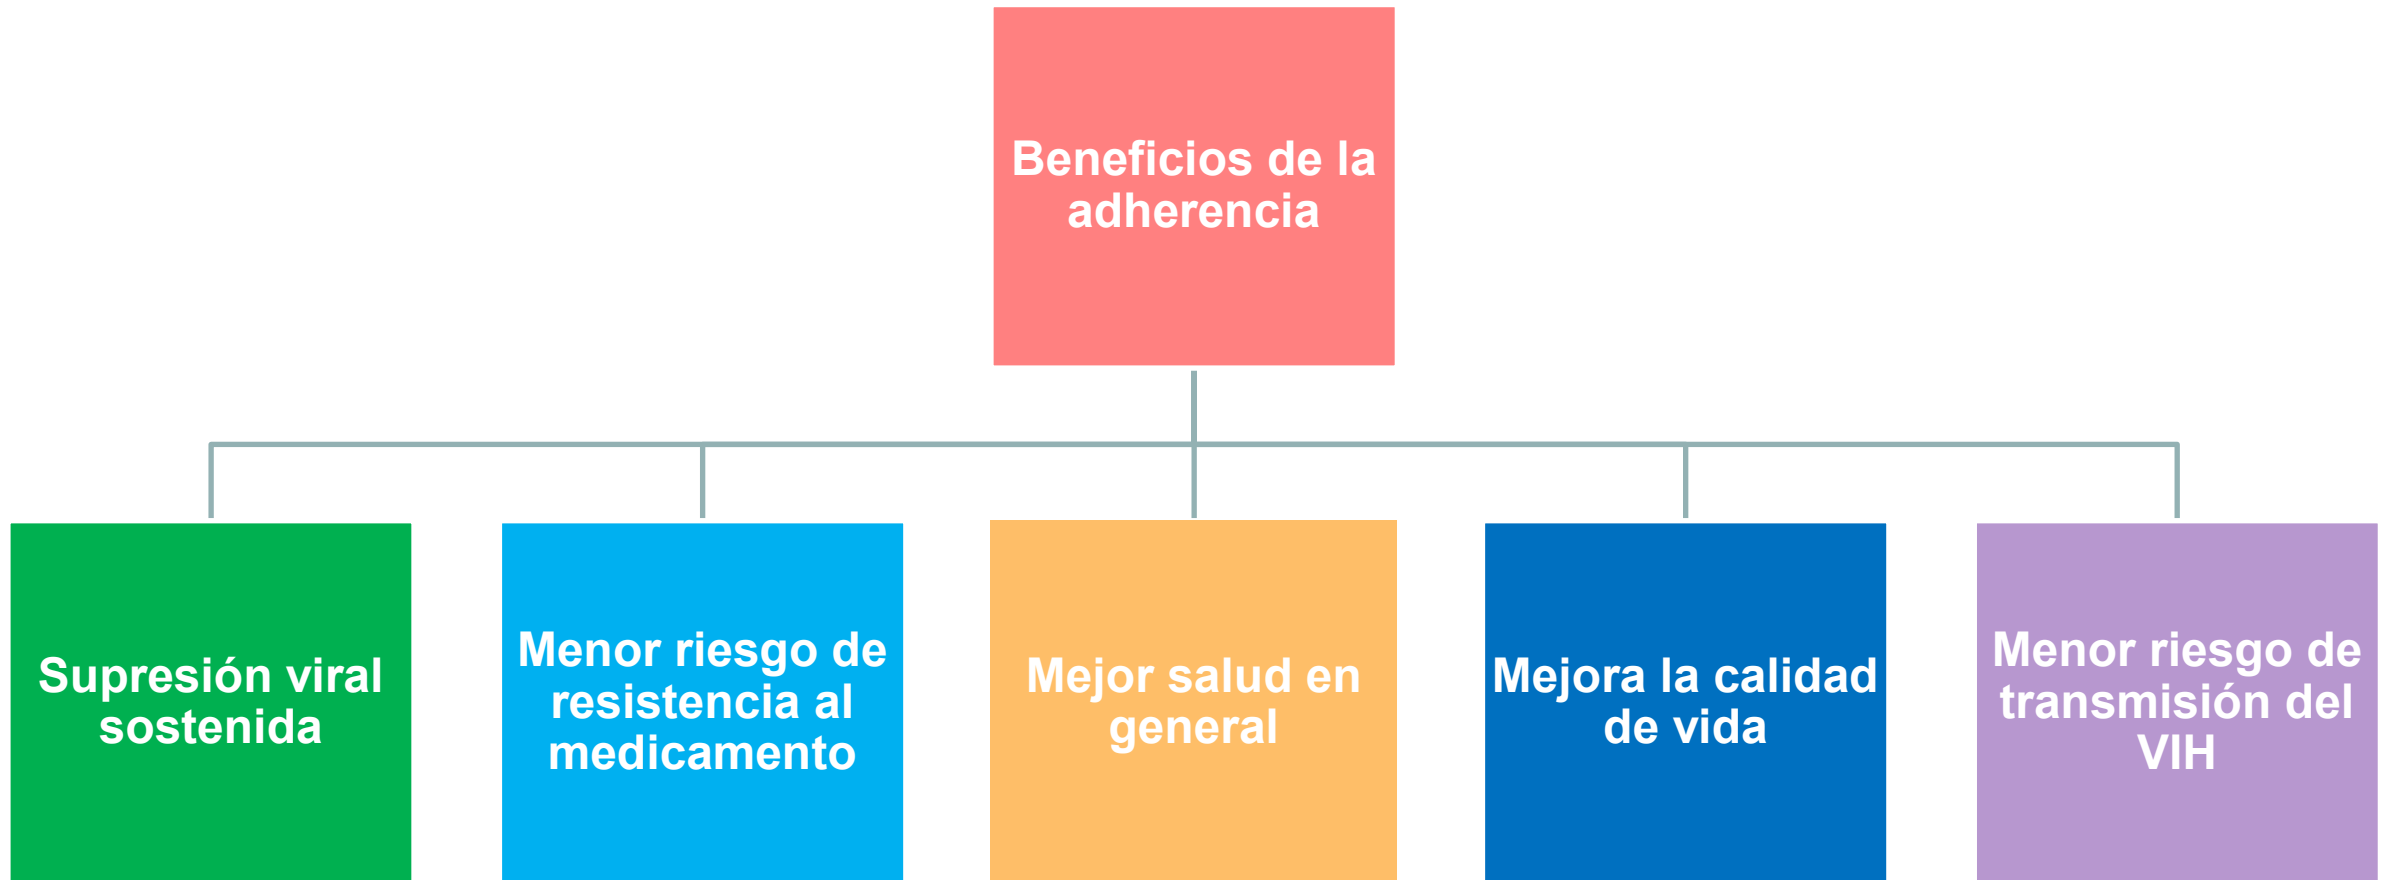 Beneficios de la
adherencia
Supresión viral
sostenida
Menor riesgo de
resistencia al
medicamento
Mejor salud en
general
Mejora la calidad
de vida
Menor riesgo de
transmisión del
VIH